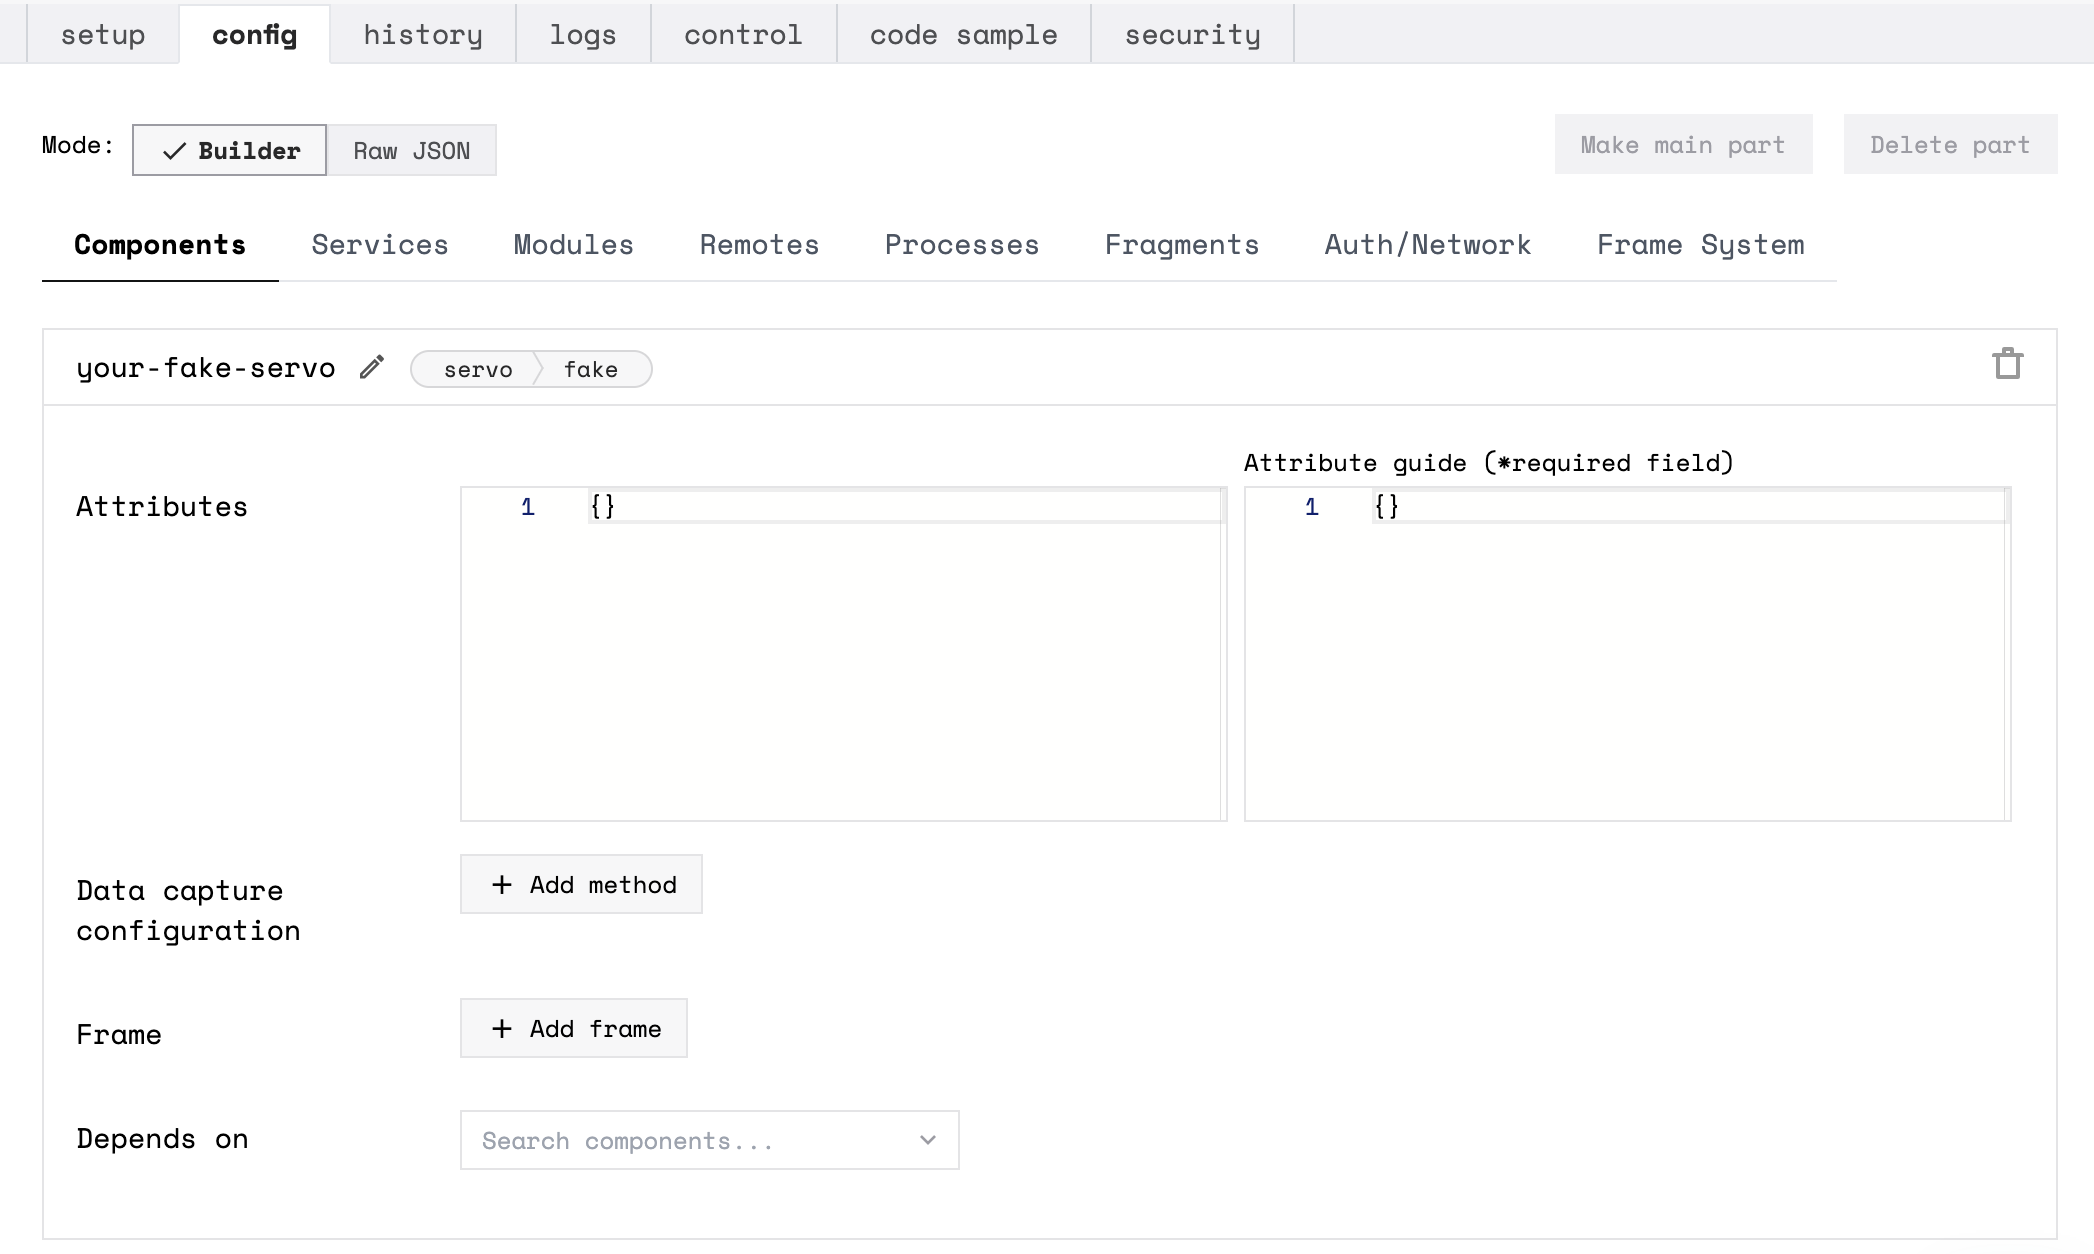 setup config history logs control code sample security
Mode: Builder Raw JSON Make main part Delete part
Components Services Modules Remotes Processes Fragments Auth/Network Frame System
your-fake-servo servo fake
Attribute guide (*required field)
Attributes 1 {} 1 {}
Data capture
configuration
+ Add method
Frame + Add frame
Depends on Search components...